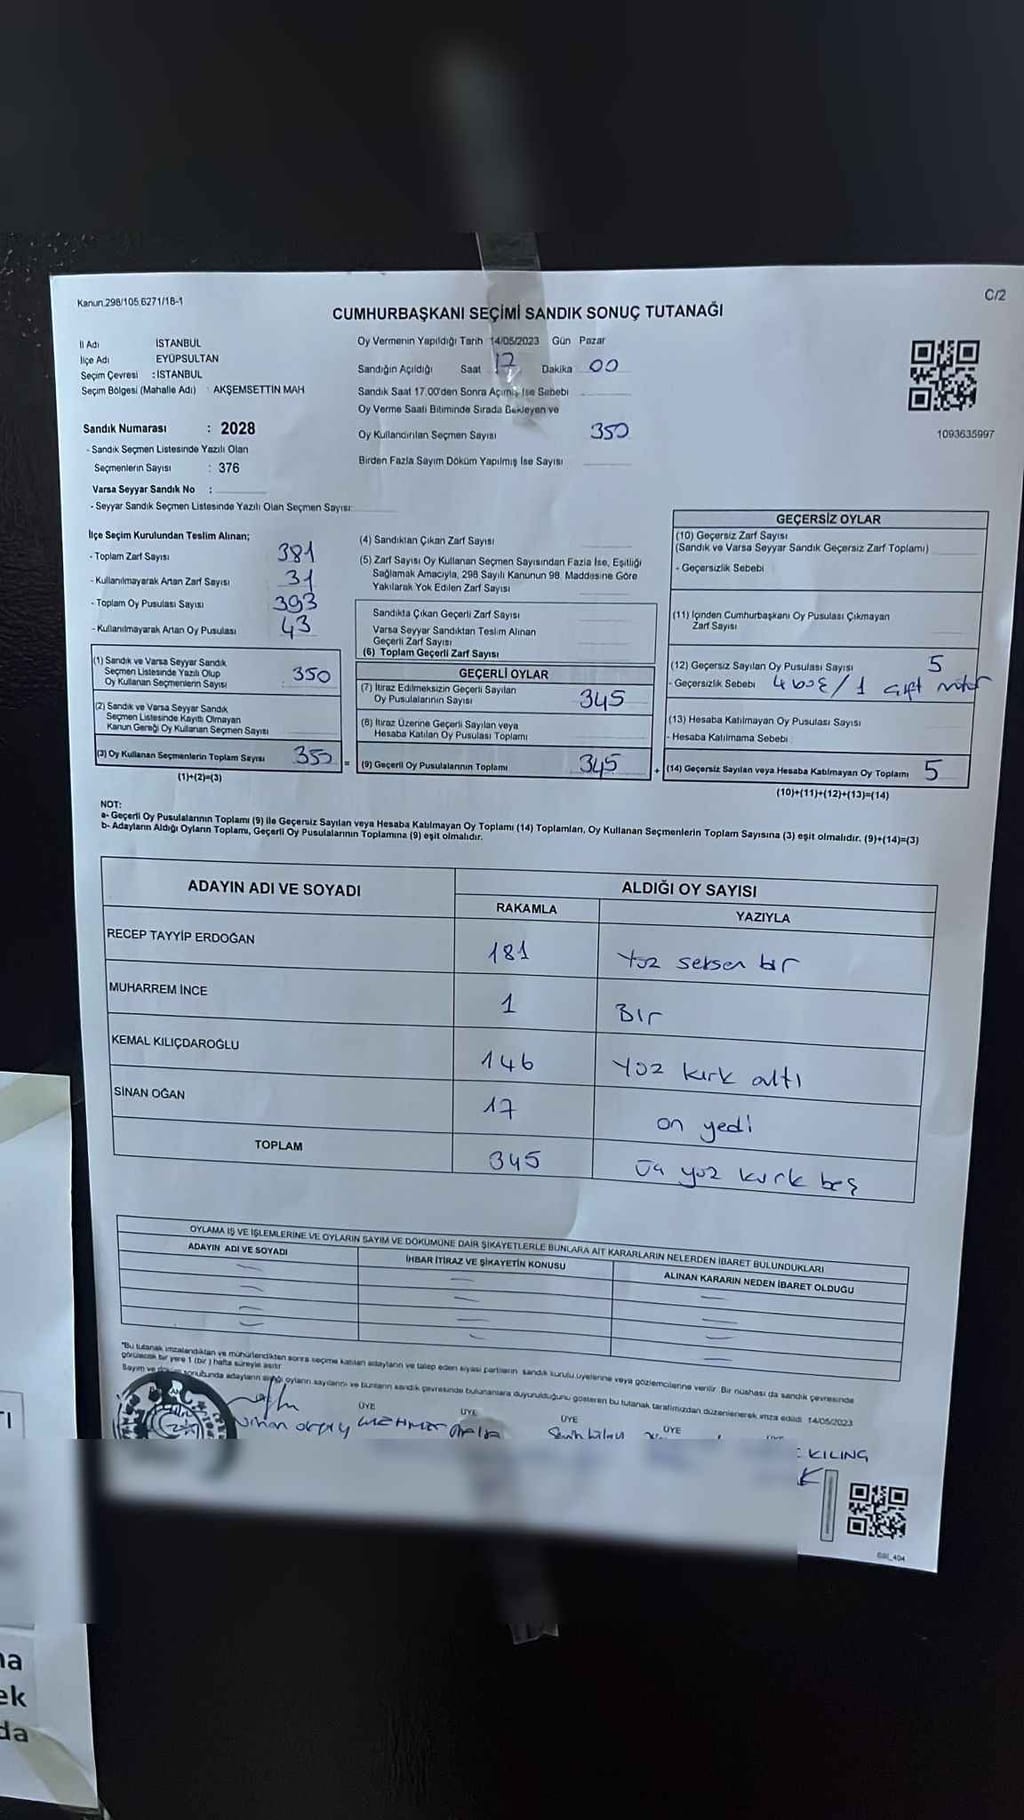 Kanun.298/105.6271/18-1
C/2
CUMHURBAŞKANI SEÇİMİ SANDIK SONUÇ TUTANAĞI
İl Adı İSTANBUL
İlçe Adı EYÜPSULTAN
Seçim Çevresi : İSTANBUL
Seçim Bölgesi (Mahalle Adı) : AKŞEMSETTİN MAH
Sandık Numarası : 2028
- Sandık Seçmen Listesinde Yazılı Olan
Seçmenlerin Sayısı : 376
Varsa Seyyar Sandık No :
- Seyyar Sandık Seçmen Listesinde Yazılı Olan Seçmen Sayısı:
Oy Vermenin Yapıldığı Tarih 14/05/2023 Gün Pazar
Sandığın Açıldığı Saat 17 Dakika 00
Sandık Saat 17.00'den Sonra Açımış İse Sebebi
Oy Verme Saati Bitiminde Sırada Bekleyen ve
Oy Kullandırılan Seçmen Sayısı 350
Birden Fazla Sayım Döküm Yapılmış İse Sayısı
1093635997
İlçe Seçim Kurulundan Teslim Alınan;
- Toplam Zarf Sayısı 381
- Kullanılmayarak Artan Zarf Sayısı 31
- Toplam Oy Pusulası Sayısı 393
- Kullanılmayarak Artan Oy Pusulası 43
(1) Sandık ve Varsa Seyyar Sandık
Seçmen Listesinde Yazılı Olup
Oy Kullanan Seçmenlerin Sayısı 350
(2) Sandık ve Varsa Seyyar Sandık
Seçmen Listesinde Kayıtlı Olmayan
Kanun Gereği Oy Kullanan Seçmen Sayısı
(3) Oy Kullanan Seçmenlerin Toplam Sayısı 350 =
(1)+(2)=(3)
(4) Sandıktan Çıkan Zarf Sayısı
(5) Zarf Sayısı Oy Kullanan Seçmen Sayısından Fazla İse, Eşitliği
Sağlamak Amacıyla, 298 Sayılı Kanunun 98. Maddesine Göre
Yakılarak Yok Edilen Zarf Sayısı
Sandıkta Çıkan Geçerli Zarf Sayısı
Varsa Seyyar Sandıktan Teslim Alınan
Geçerli Zarf Sayısı
(6) Toplam Geçerli Zarf Sayısı
GEÇERLİ OYLAR
(7) İtiraz Edilmeksizin Geçerli Sayılan
Oy Pusulalarının Sayısı 345
(8) İtiraz Üzerine Geçerli Sayılan veya
Hesaba Katılan Oy Pusulası Toplamı
(9) Geçerli Oy Pusulalarının Toplamı 345 +
GEÇERSİZ OYLAR
(10) Geçersiz Zarf Sayısı
(Sandık ve Varsa Seyyar Sandık Geçersiz Zarf Toplamı)
- Geçersizlik Sebebi
(11) İçinden Cumhurbaşkanı Oy Pusulası Çıkmayan
Zarf Sayısı
(12) Geçersiz Sayılan Oy Pusulası Sayısı 5
- Geçersizlik Sebebi 4 boş / 1 çift mühür
(13) Hesaba Katılmayan Oy Pusulası Sayısı
- Hesaba Katılmama Sebebi
(14) Geçersiz Sayılan veya Hesaba Katılmayan Oy Toplamı 5
(10)+(11)+(12)+(13)=(14)
NOT:
a- Geçerli Oy Pusulalarının Toplamı (9) ile Geçersiz Sayılan veya Hesaba Katılmayan Oy Toplamı (14) Toplamları, Oy Kullanan Seçmenlerin Toplam Sayısına (3) eşit olmalıdır. (9)+(14)=(3)
b- Adayların Aldığı Oyların Toplamı, Geçerli Oy Pusulalarının Toplamına (9) eşit olmalıdır.
ADAYIN ADI VE SOYADI
ALDIĞI OY SAYISI
RAKAMLA YAZIYLA
RECEP TAYYİP ERDOĞAN 181 Yüz seksen bir
MUHARREM İNCE 1 Bir
KEMAL KILIÇDAROĞLU 146 Yüz kırk altı
SİNAN OĞAN 17 on yedi
TOPLAM 345 Üç yüz kırk beş
OYLAMA İŞ VE İŞLEMLERİNE VE OYLARIN SAYIM VE DÖKÜMÜNE DAİR ŞİKAYETLERLE BUNLARA AİT KARARLARIN NELERDEN İBARET BULUNDUKLARI
ADAYIN ADI VE SOYADI
İHBAR İTİRAZ VE ŞİKAYETİN KONUSU
ALINAN KARARIN NEDEN İBARET OLDUĞU
*Bu tutanak imzalandıktan ve mühürlendikten sonra seçime katılan adayların ve talep eden siyasi partilerin sandık kurulu üyelerine veya gözlemcilerine verilir. Bir nüshası da sandık çevresinde
görülecek bir yere 1 (bir) hafta süreyle asılır.
Sayım ve döküm sonucunda adayların aldığı oyların sayılarını ve bunların sandık çevresinde bulunanlara duyurulduğunu gösteren bu tutanak tarafımızdan düzenlenerek imza edildi. 14/05/2023
ÜYE ÜYE ÜYE ÜYE
: KILINÇ
na
ek
da